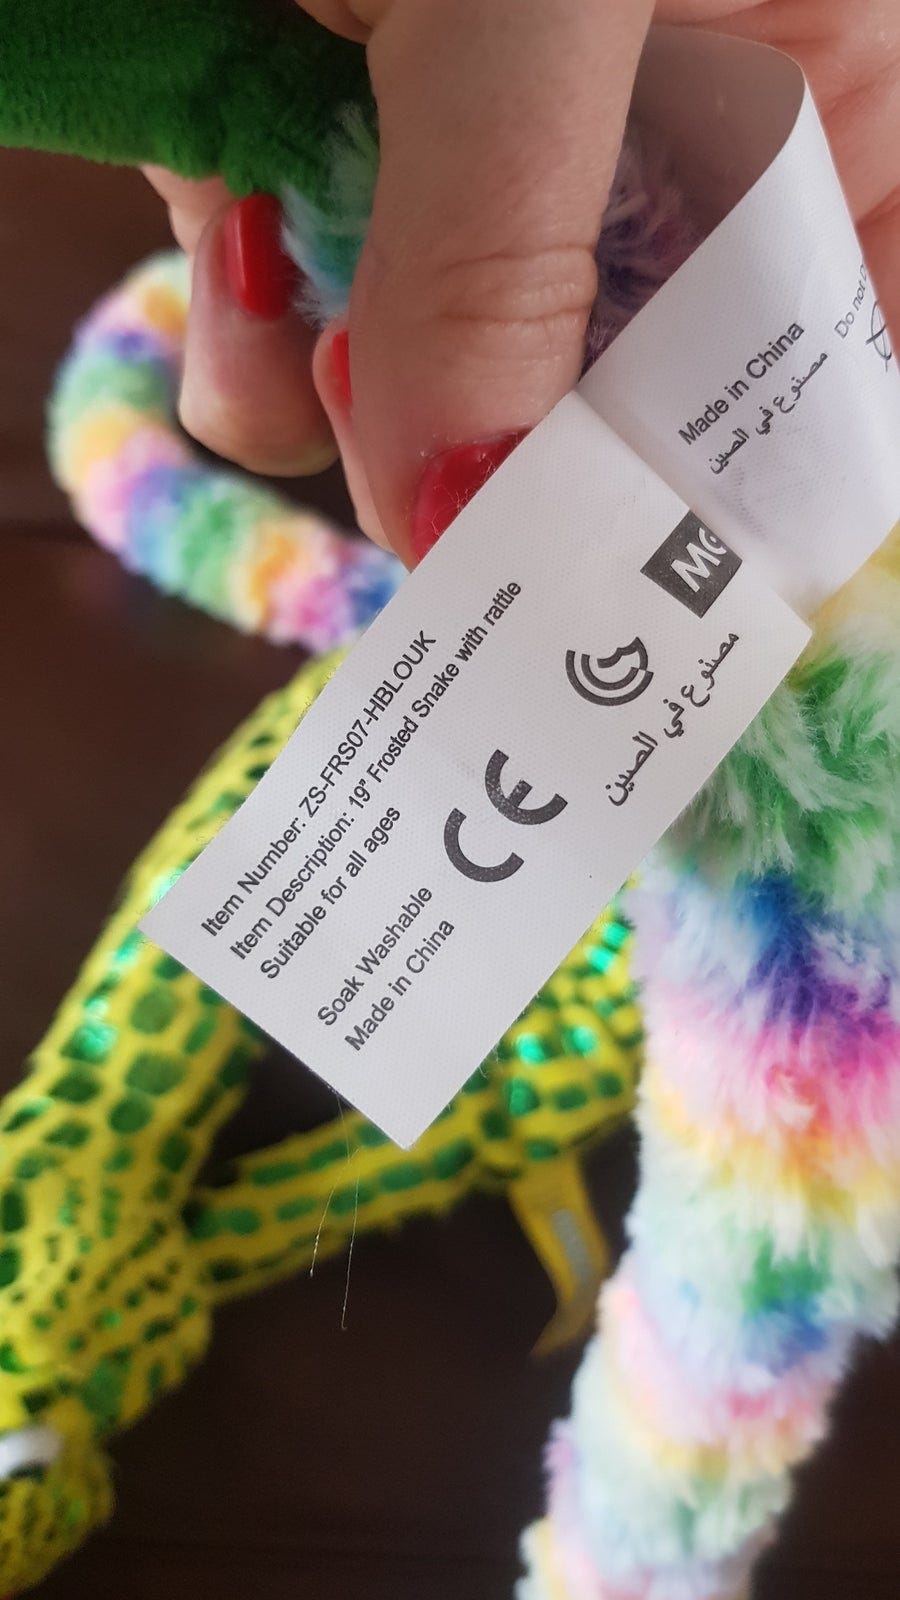 Item Number: ZS-FRS07-HBLOUK
Item Description: 19” Frosted Snake with rattle
Suitable for all ages
Soak Washable
Made in China
CE
مصنوع في الصين
Made in China
مصنوع في الصين
Do not